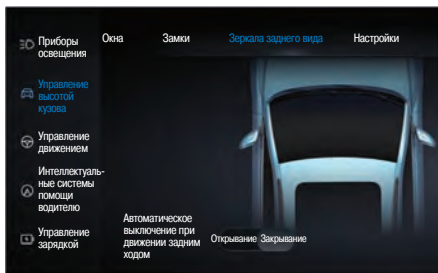 Окна Замки Зеркала заднего вида Настройки
Приборы
освещения
Управление
высотой
кузова
Управление
движением
Интеллектуаль-
ные системы
помощи
водителю
Управление
зарядкой
Автоматическое
выключение при
движении задним
ходом
Открывание Закрывание